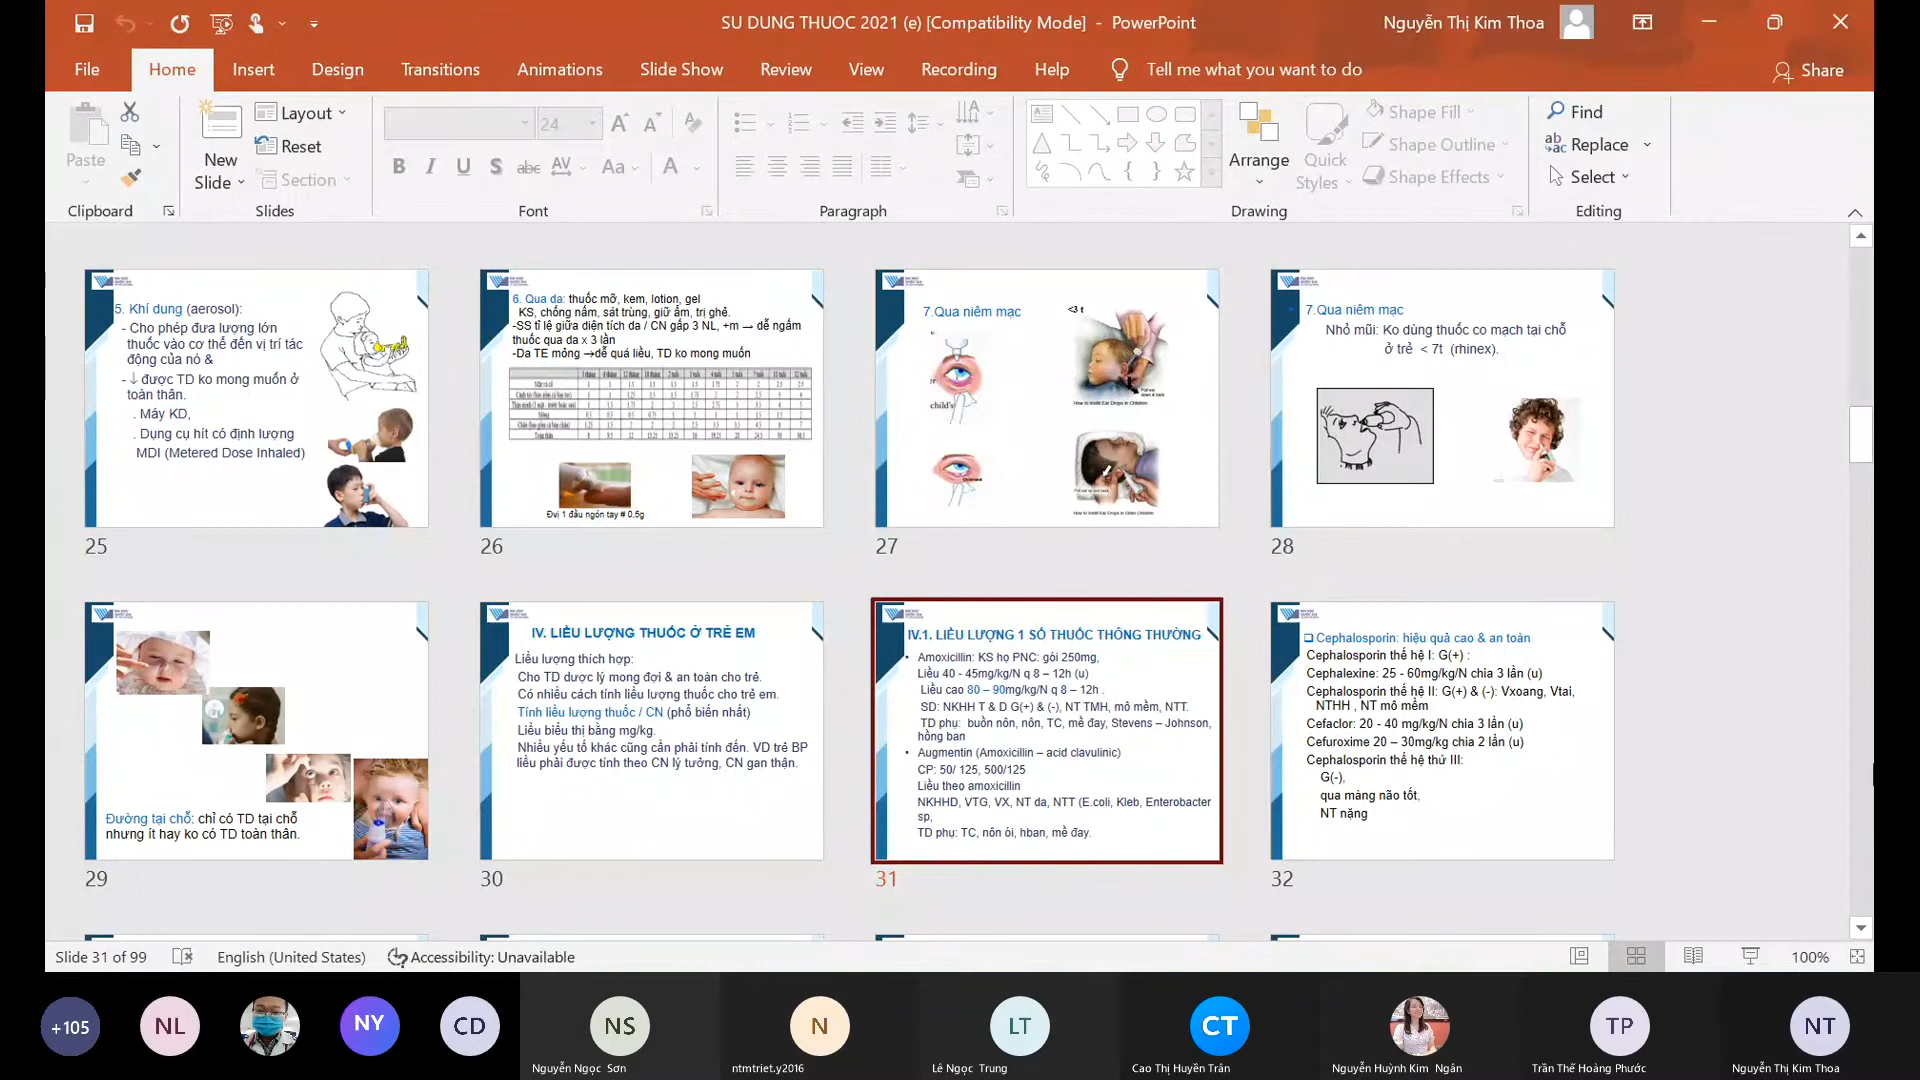 SU DUNG THUOC 2021 (e) [Compatibility Mode] - PowerPoint
Nguyễn Thị Kim Thoa
File
Home
Insert
Design
Transitions
Animations
Slide Show
Review
View
Recording
Help
Tell me what you want to do
Share
Paste
New
Slide
Layout
Reset
Section
24
B I U S abc AV Aa A
Arrange
Quick
Styles
Shape Fill
Shape Outline
Shape Effects
Find
Replace
Select
Clipboard
Slides
Font
Paragraph
Drawing
Editing
5. Khí dung (aerosol):
- Cho phép đưa lượng lớn
thuốc vào cơ thể đến vị trí tác
động của nó &
- ↓ được TD ko mong muốn ở
toàn thân.
. Máy KD,
. Dụng cụ hít có định lượng
MDI (Metered Dose Inhaled)
25
6. Qua da: thuốc mỡ, kem, lotion, gel
KS, chống nấm, sát trùng, giữ ẩm, trị ghẻ.
-SS tỉ lệ giữa diện tích da / CN gấp 3 NL, +m → dễ ngấm
thuốc qua da x 3 lần
-Da TE mỏng →dễ quá liều, TD ko mong muốn
Đvị 1 đầu ngón tay # 0,5g
26
7.Qua niêm mạc
<3 t
child's
How to Instill Ear Drops in Children
How to Instill Ear Drops in Older Children
27
7.Qua niêm mạc
Nhỏ mũi: Ko dùng thuốc co mạch tại chỗ
ở trẻ < 7t (rhinex).
28
Đường tại chỗ: chỉ có TD tại chỗ
nhưng ít hay ko có TD toàn thân.
29
IV. LIỀU LƯỢNG THUỐC Ở TRẺ EM
Liều lượng thích hợp:
Cho TD dược lý mong đợi & an toàn cho trẻ.
Có nhiều cách tính liều lượng thuốc cho trẻ em.
Tính liều lượng thuốc / CN (phổ biến nhất)
Liều biểu thị bằng mg/kg.
Nhiều yếu tố khác cũng cần phải tính đến. VD trẻ BP
liều phải được tính theo CN lý tưởng, CN gan thận.
30
IV.1. LIỀU LƯỢNG 1 SỐ THUỐC THÔNG THƯỜNG
• Amoxicillin: KS họ PNC: gói 250mg,
Liều 40 - 45mg/kg/N q 8 – 12h (u)
Liều cao 80 – 90mg/kg/N q 8 – 12h .
SD: NKHH T & D G(+) & (-), NT TMH, mô mềm, NTT.
TD phụ: buồn nôn, nôn, TC, mề đay, Stevens – Johnson,
hồng ban
• Augmentin (Amoxicillin – acid clavulinic)
CP: 50/ 125, 500/125
Liều theo amoxicillin
NKHHD, VTG, VX, NT da, NTT (E.coli, Kleb, Enterobacter
sp,
TD phụ: TC, nôn ói, hban, mề đay.
31
Cephalosporin: hiệu quả cao & an toàn
Cephalosporin thế hệ I: G(+) :
Cephalexine: 25 - 60mg/kg/N chia 3 lần (u)
Cephalosporin thế hệ II: G(+) & (-): Vxoang, Vtai,
NTHH , NT mô mềm
Cefaclor: 20 - 40 mg/kg/N chia 3 lần (u)
Cefuroxime 20 – 30mg/kg chia 2 lần (u)
Cephalosporin thế hệ thứ III:
G(-),
qua màng não tốt,
NT nặng
32
Slide 31 of 99
English (United States)
Accessibility: Unavailable
100%
+105
NL
NY
CD
NS
N
LT
CT
TP
NT
Nguyễn Ngọc Sơn
ntmtriet.y2016
Lê Ngọc Trung
Cao Thị Huyền Trân
Nguyễn Huỳnh Kim Ngân
Trần Thế Hoàng Phước
Nguyễn Thị Kim Thoa